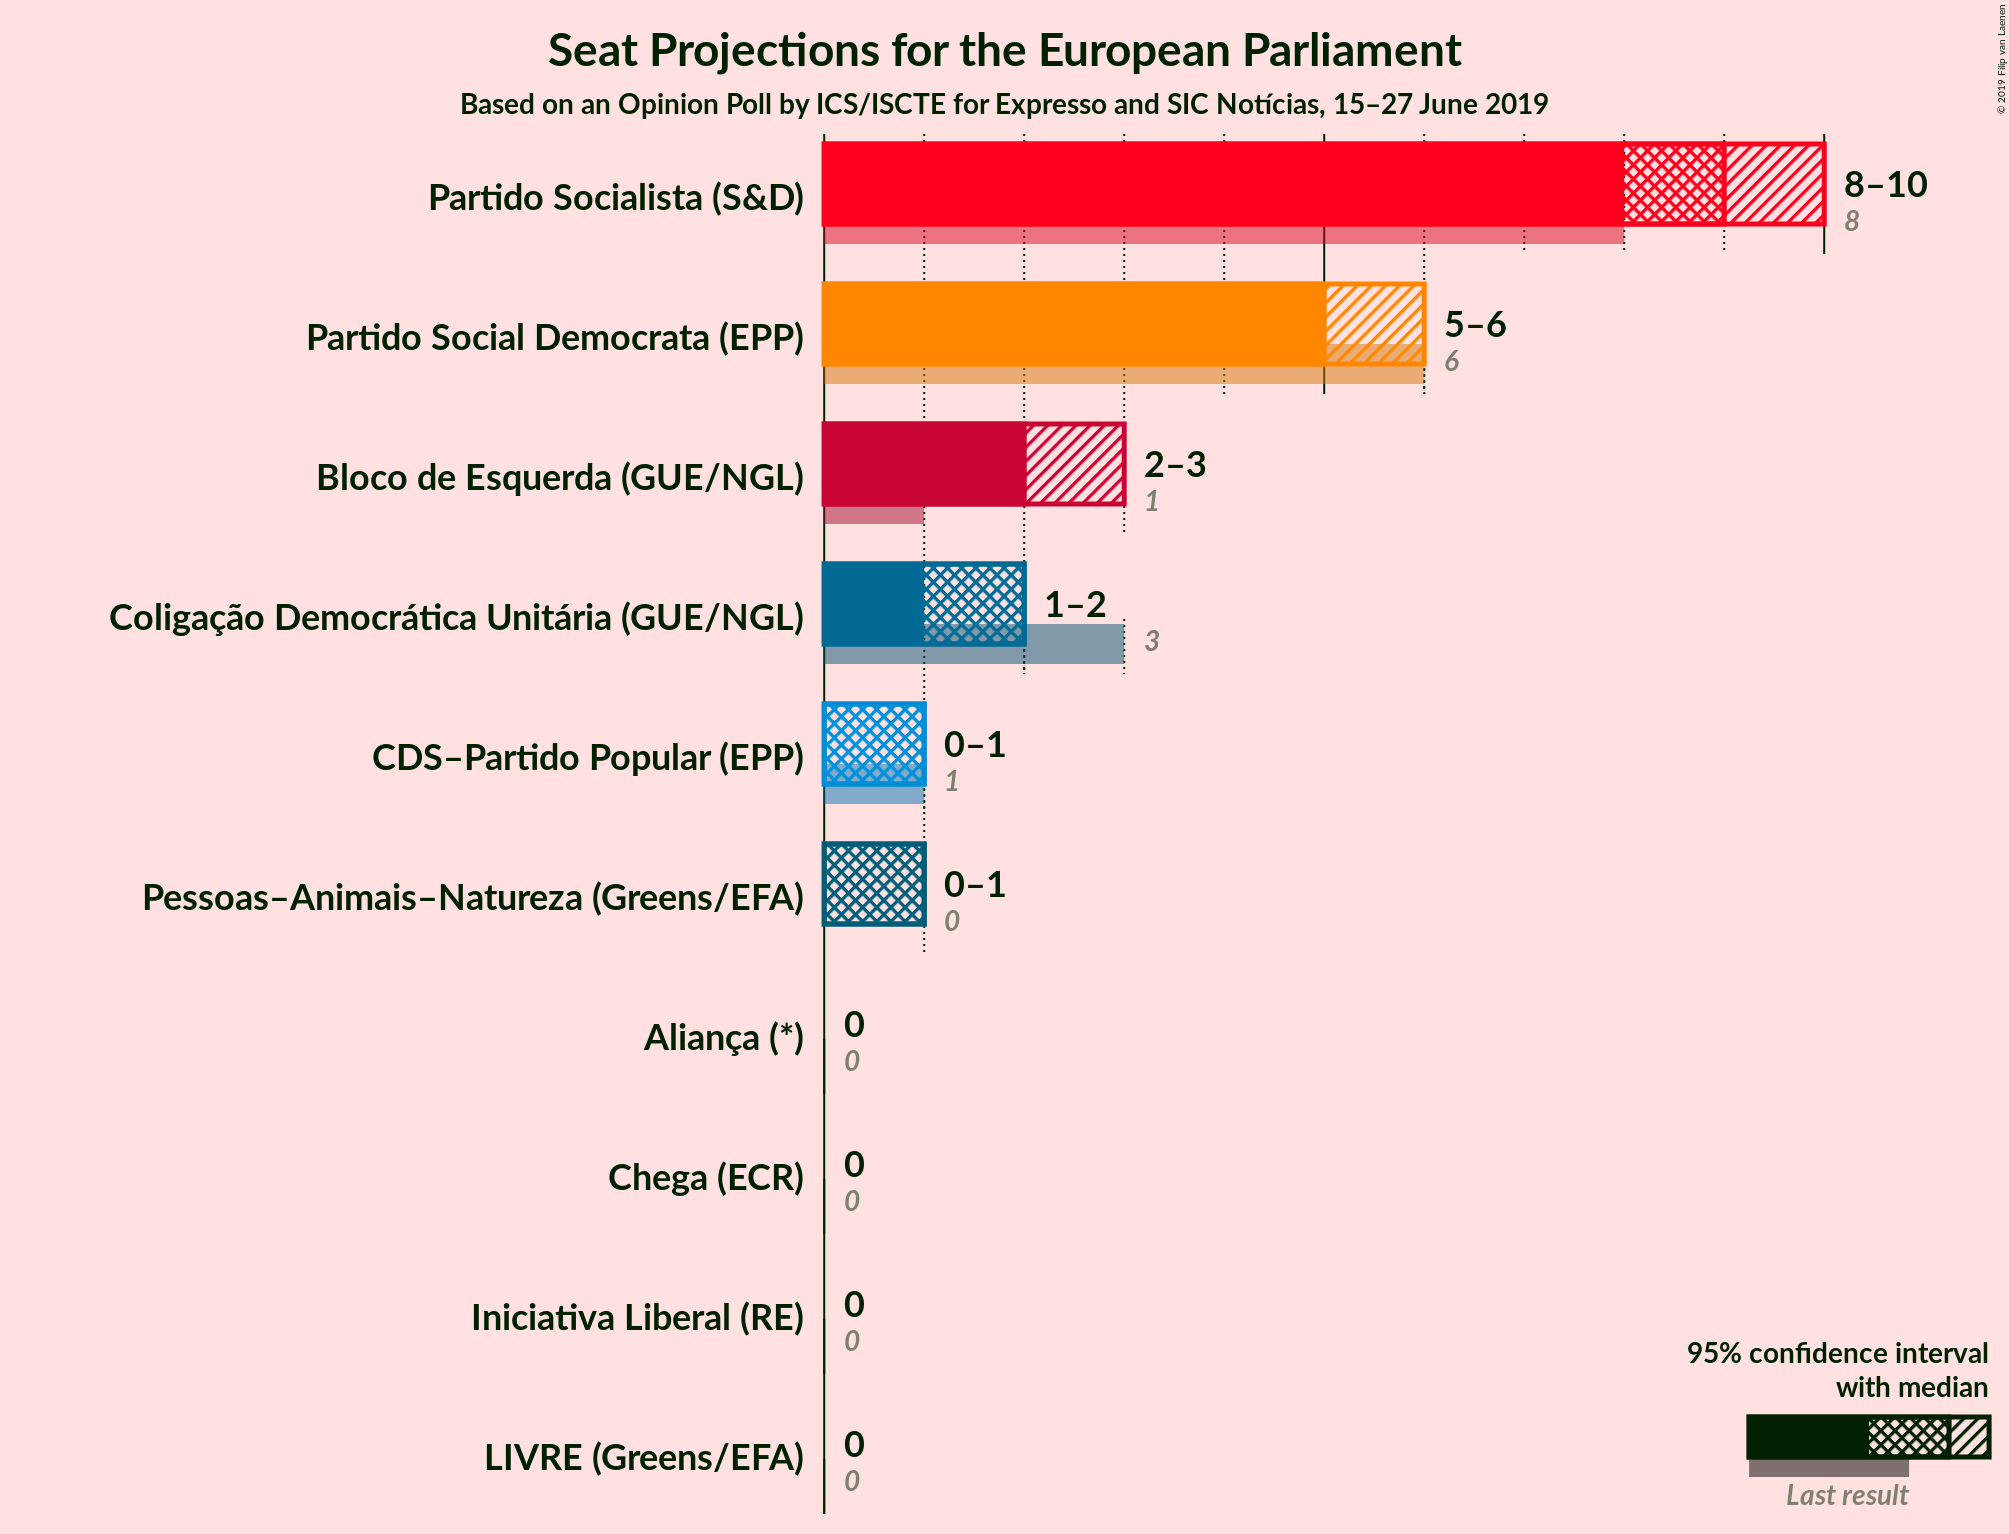 Seat Projections for the European Parliament
Based on an Opinion Poll by ICS/ISCTE for Expresso and SIC Notícias, 15–27 June 2019
© 2019 Filip van Laenen
Partido Socialista (S&D)
8–10
8
Partido Social Democrata (EPP)
5–6
6
Bloco de Esquerda (GUE/NGL)
2–3
1
Coligação Democrática Unitária (GUE/NGL)
1–2
3
CDS–Partido Popular (EPP)
0–1
1
Pessoas–Animais–Natureza (Greens/EFA)
0–1
0
Aliança (*)
0
0
Chega (ECR)
0
0
Iniciativa Liberal (RE)
0
0
LIVRE (Greens/EFA)
0
0
95% confidence interval
with median
Last result